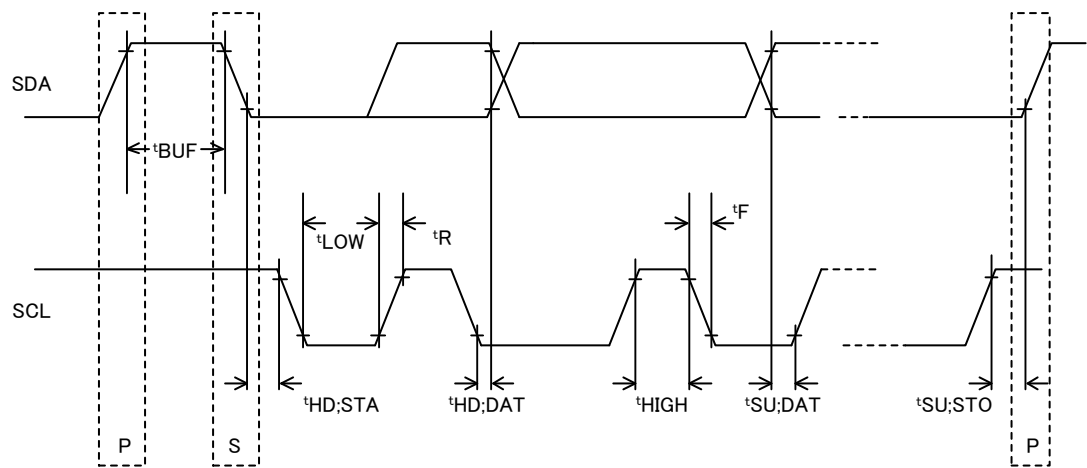 SDA
tBUF
tLOW
tR
tF
SCL
tHD;STA
tHD;DAT
tHIGH
tSU;DAT
tSU;STO
P
S
P